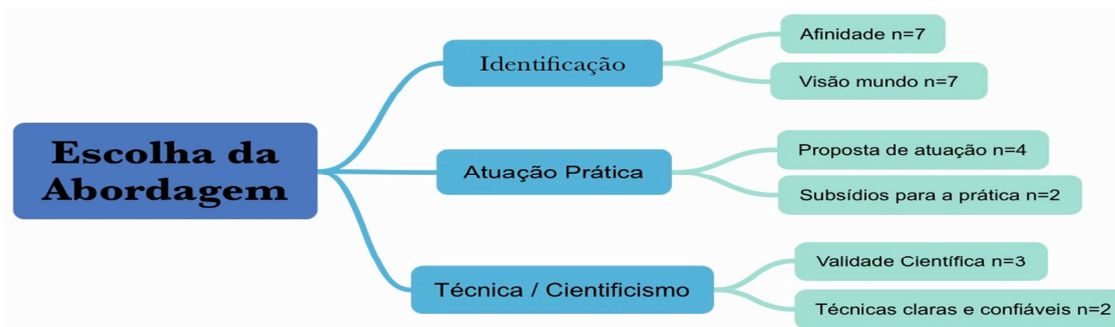 Escolha da
Abordagem
Identificação
Afinidade n=7
Visão mundo n=7
Atuação Prática
Proposta de atuação n=4
Subsídios para a prática n=2
Técnica / Cientificismo
Validade Científica n=3
Técnicas claras e confiáveis n=2